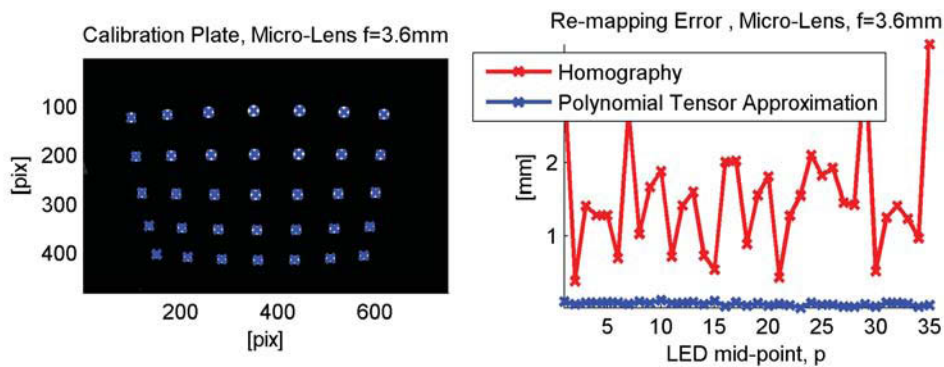 Calibration Plate, Micro-Lens f=3.6mm
100
200
300
400
[pix]
200
400
600
[pix]
Re-mapping Error , Micro-Lens, f=3.6mm
Homography
Polynomial Tensor Approximation
2
1
[mm]
5
10
15
20
25
30
35
LED mid-point, p